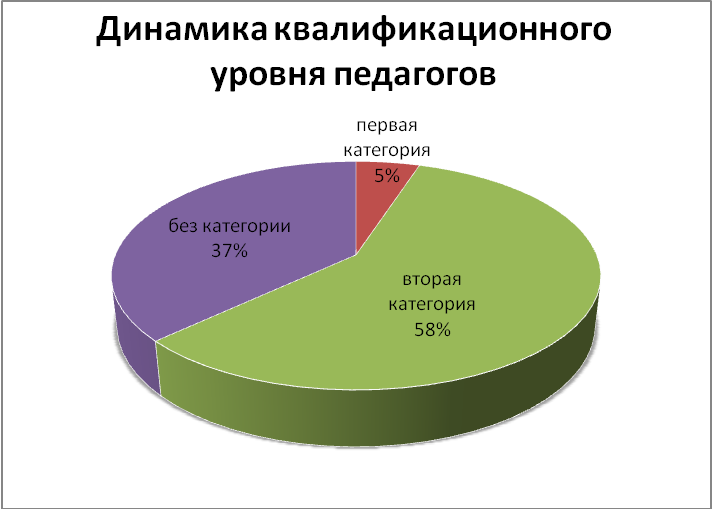 Динамика квалификационного
уровня педагогов
первая
категория
5%
без категории
37%
вторая
категория
58%